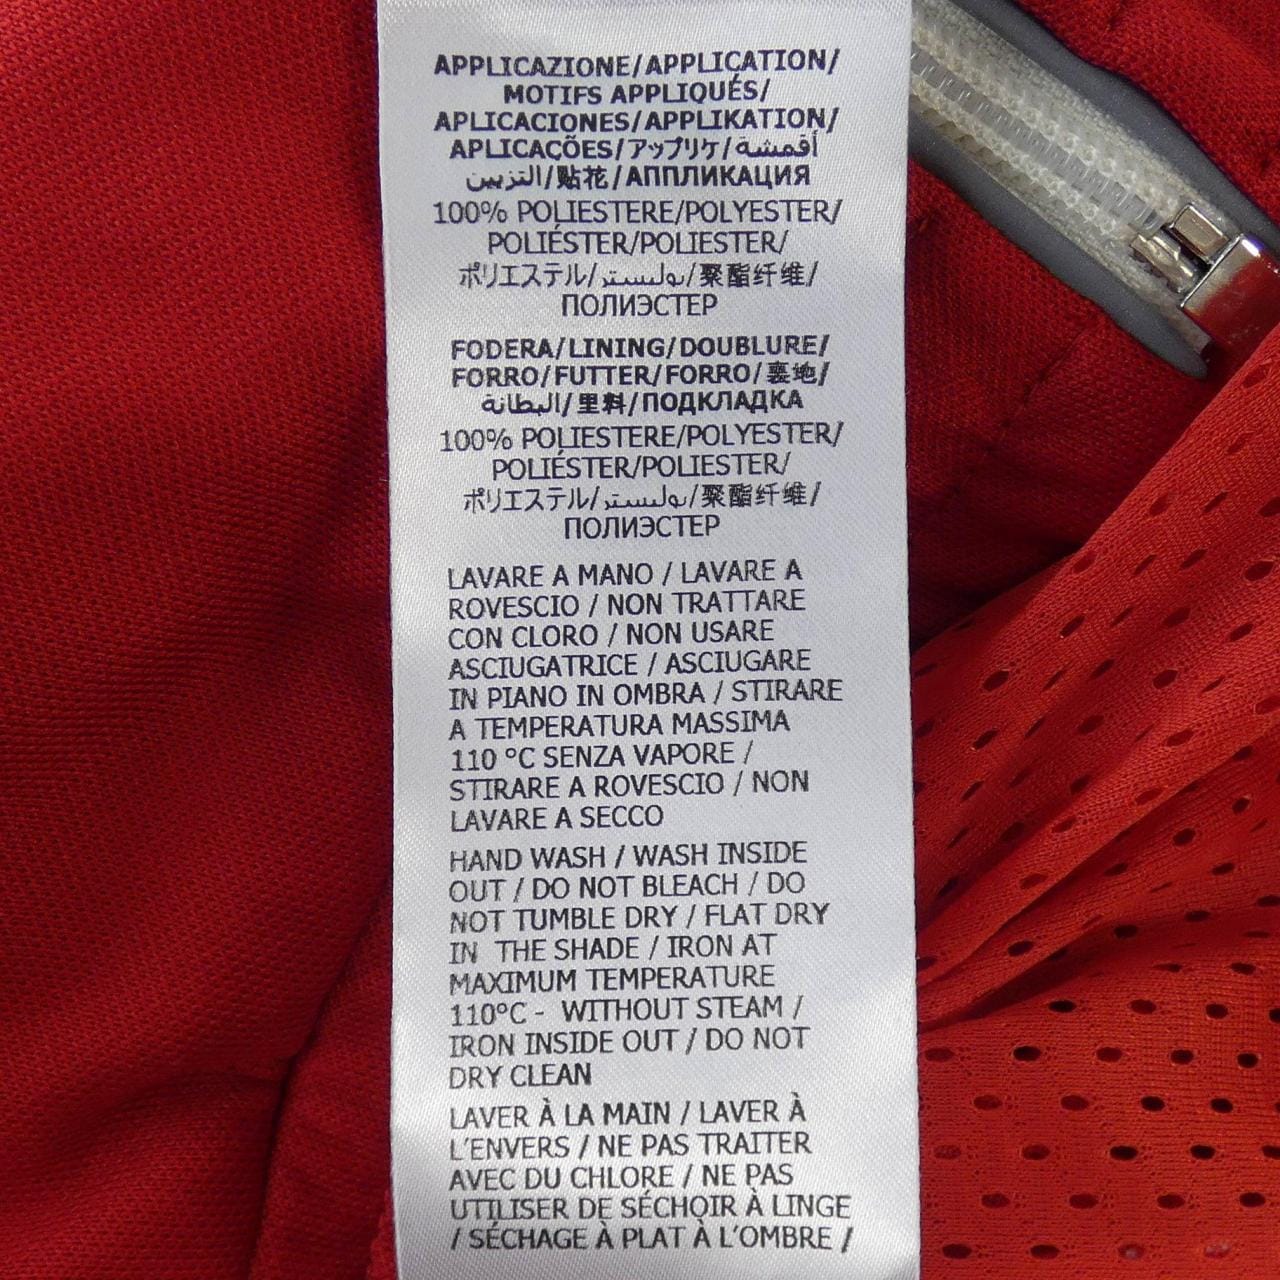 APPLICAZIONE/APPLICATION/
MOTIFS APPLIQUÉS/
APLICACIONES/APPLIKATION/
APLICAÇÕES/アップリケ/أقمشة
التزيين/贴花/АППЛИКАЦИЯ
100% POLIESTERE/POLYESTER/
POLIÉSTER/POLIESTER/
ポリエステル/بوليستر/聚酯纤维/
ПОЛИЭСТЕР
FODERA/LINING/DOUBLURE/
FORRO/FUTTER/FORRO/裏地/
البطانة/里料/ПОДКЛАДКА
100% POLIESTERE/POLYESTER/
POLIÉSTER/POLIESTER/
ポリエステル/بوليستر/聚酯纤维/
ПОЛИЭСТЕР
LAVARE A MANO / LAVARE A
ROVESCIO / NON TRATTARE
CON CLORO / NON USARE
ASCIUGATRICE / ASCIUGARE
IN PIANO IN OMBRA / STIRARE
A TEMPERATURA MASSIMA
110 °C SENZA VAPORE /
STIRARE A ROVESCIO / NON
LAVARE A SECCO
HAND WASH / WASH INSIDE
OUT / DO NOT BLEACH / DO
NOT TUMBLE DRY / FLAT DRY
IN THE SHADE / IRON AT
MAXIMUM TEMPERATURE
110°C - WITHOUT STEAM /
IRON INSIDE OUT / DO NOT
DRY CLEAN
LAVER À LA MAIN / LAVER À
L'ENVERS / NE PAS TRAITER
AVEC DU CHLORE / NE PAS
UTILISER DE SÉCHOIR À LINGE
/ SÉCHAGE À PLAT À L'OMBRE /